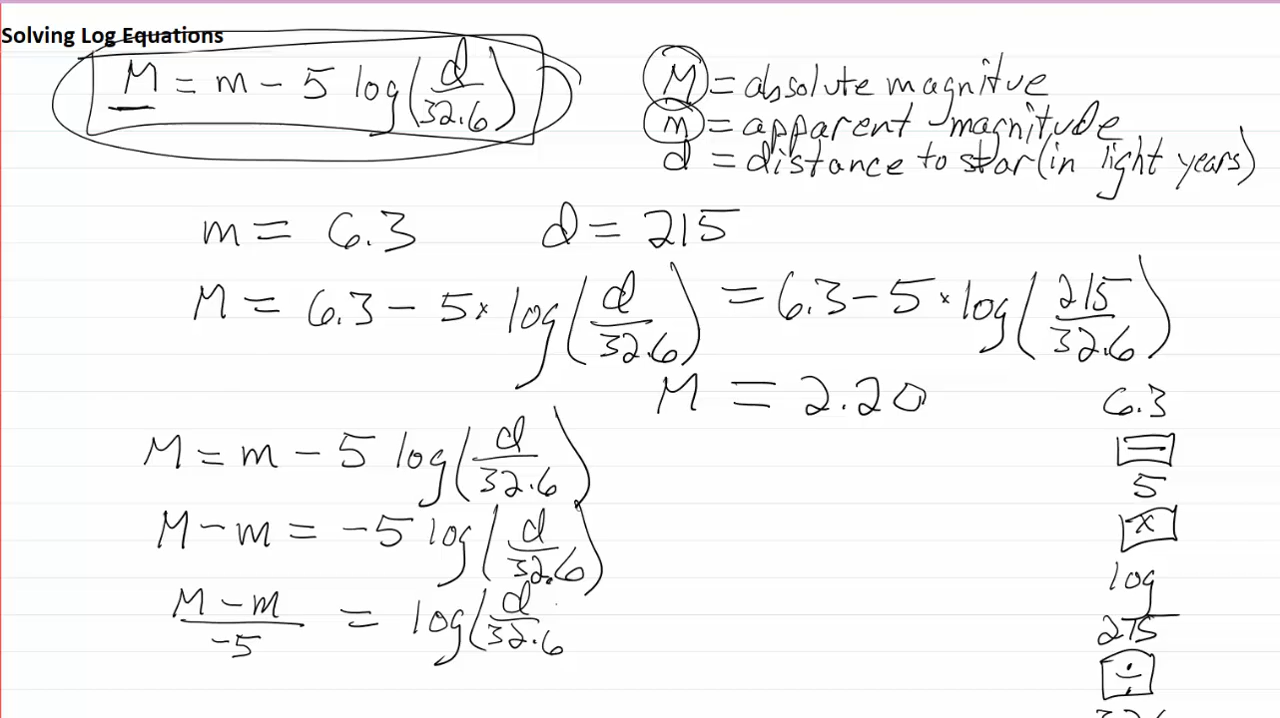 Solving Log Equations
M = m - 5 log(d/32.6)
M = absolute magnitve
m = apparent magnitude
d = distance to star (in light years)
m = 6.3 d = 215
M = 6.3 - 5 × log(d/32.6) = 6.3 - 5 × log(215/32.6)
M = 2.20
M = m - 5 log(d/32.6)
M - m = -5 log(d/32.6)
(M - m)/-5 = log(d/32.6
6.3
=
5
×
log
215
÷